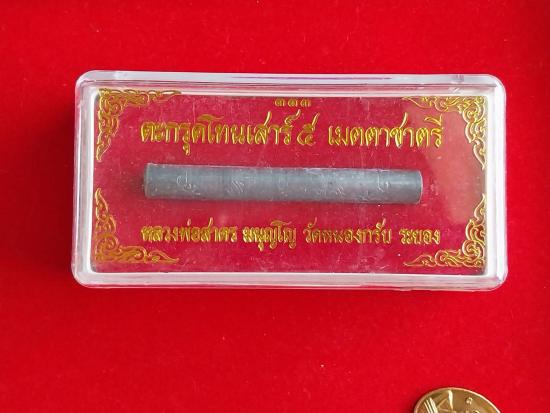 ๓๓๓
ตะกรุดโทนเสาร์ ๕ เมตตาชาตรี
หลวงพ่อสาคร มนุญโญ วัดหนองกรับ ระยอง